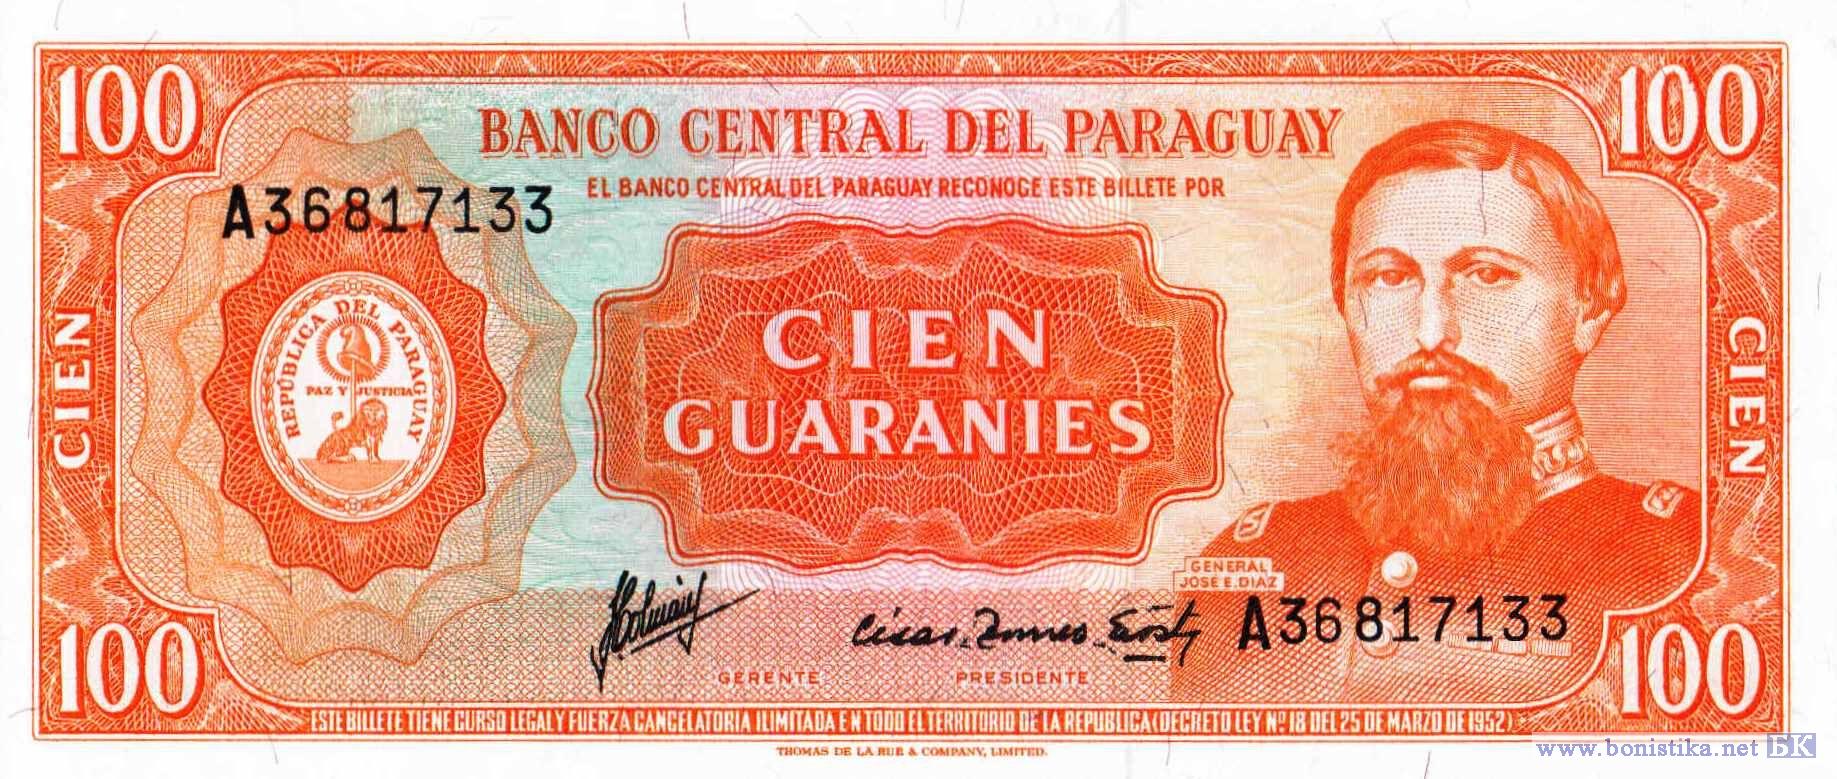 100
100
BANCO CENTRAL DEL PARAGUAY
EL BANCO CENTRAL DEL PARAGUAY RECONOCE ESTE BILLETE POR
A36817133
REPÚBLICA DEL PARAGUAY
PAZ Y JUSTICIA
CIEN
CIEN
GUARANIES
CIEN
GENERAL
JOSE E. DIAZ
A36817133
GERENTE
PRESIDENTE
100
100
ESTE BILLETE TIENE CURSO LEGAL Y FUERZA CANCELATORIA ILIMITADA EN TODO EL TERRITORIO DE LA REPUBLICA (DECRETO LEY Nº 18 DEL 25 DE MARZO DE 1952)
THOMAS DE LA RUE & COMPANY, LIMITED.
www.bonistika.net БК